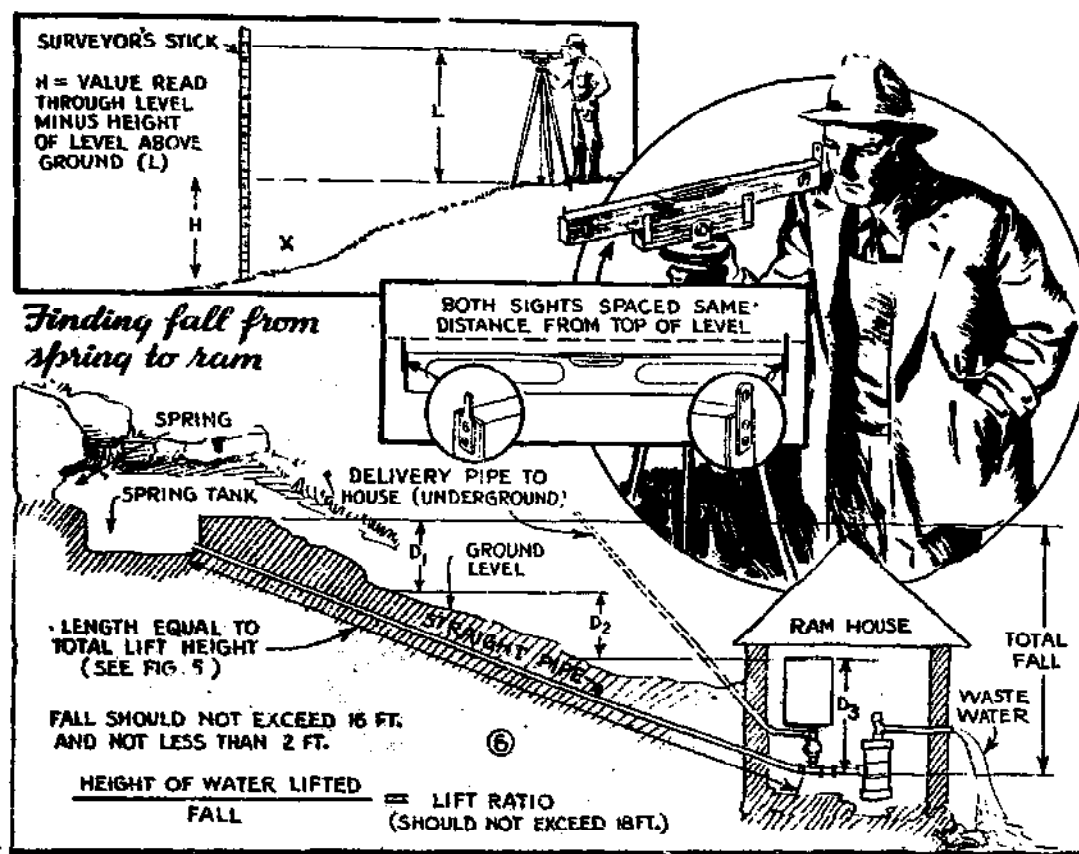 SURVEYOR'S STICK
H = VALUE READ
THROUGH LEVEL
MINUS HEIGHT
OF LEVEL ABOVE
GROUND (L)
L
H
X
BOTH SIGHTS SPACED SAME
DISTANCE FROM TOP OF LEVEL
Finding fall from
spring to ram
SPRING
SPRING TANK
DELIVERY PIPE TO
HOUSE (UNDERGROUND)
D1
GROUND
LEVEL
D2
STRAIGHT PIPE
LENGTH EQUAL TO
TOTAL LIFT HEIGHT
(SEE FIG. 5)
RAM HOUSE
TOTAL
FALL
D3
WASTE
WATER
FALL SHOULD NOT EXCEED 16 FT.
AND NOT LESS THAN 2 FT.
6
HEIGHT OF WATER LIFTED
FALL
= LIFT RATIO
(SHOULD NOT EXCEED 18FT.)